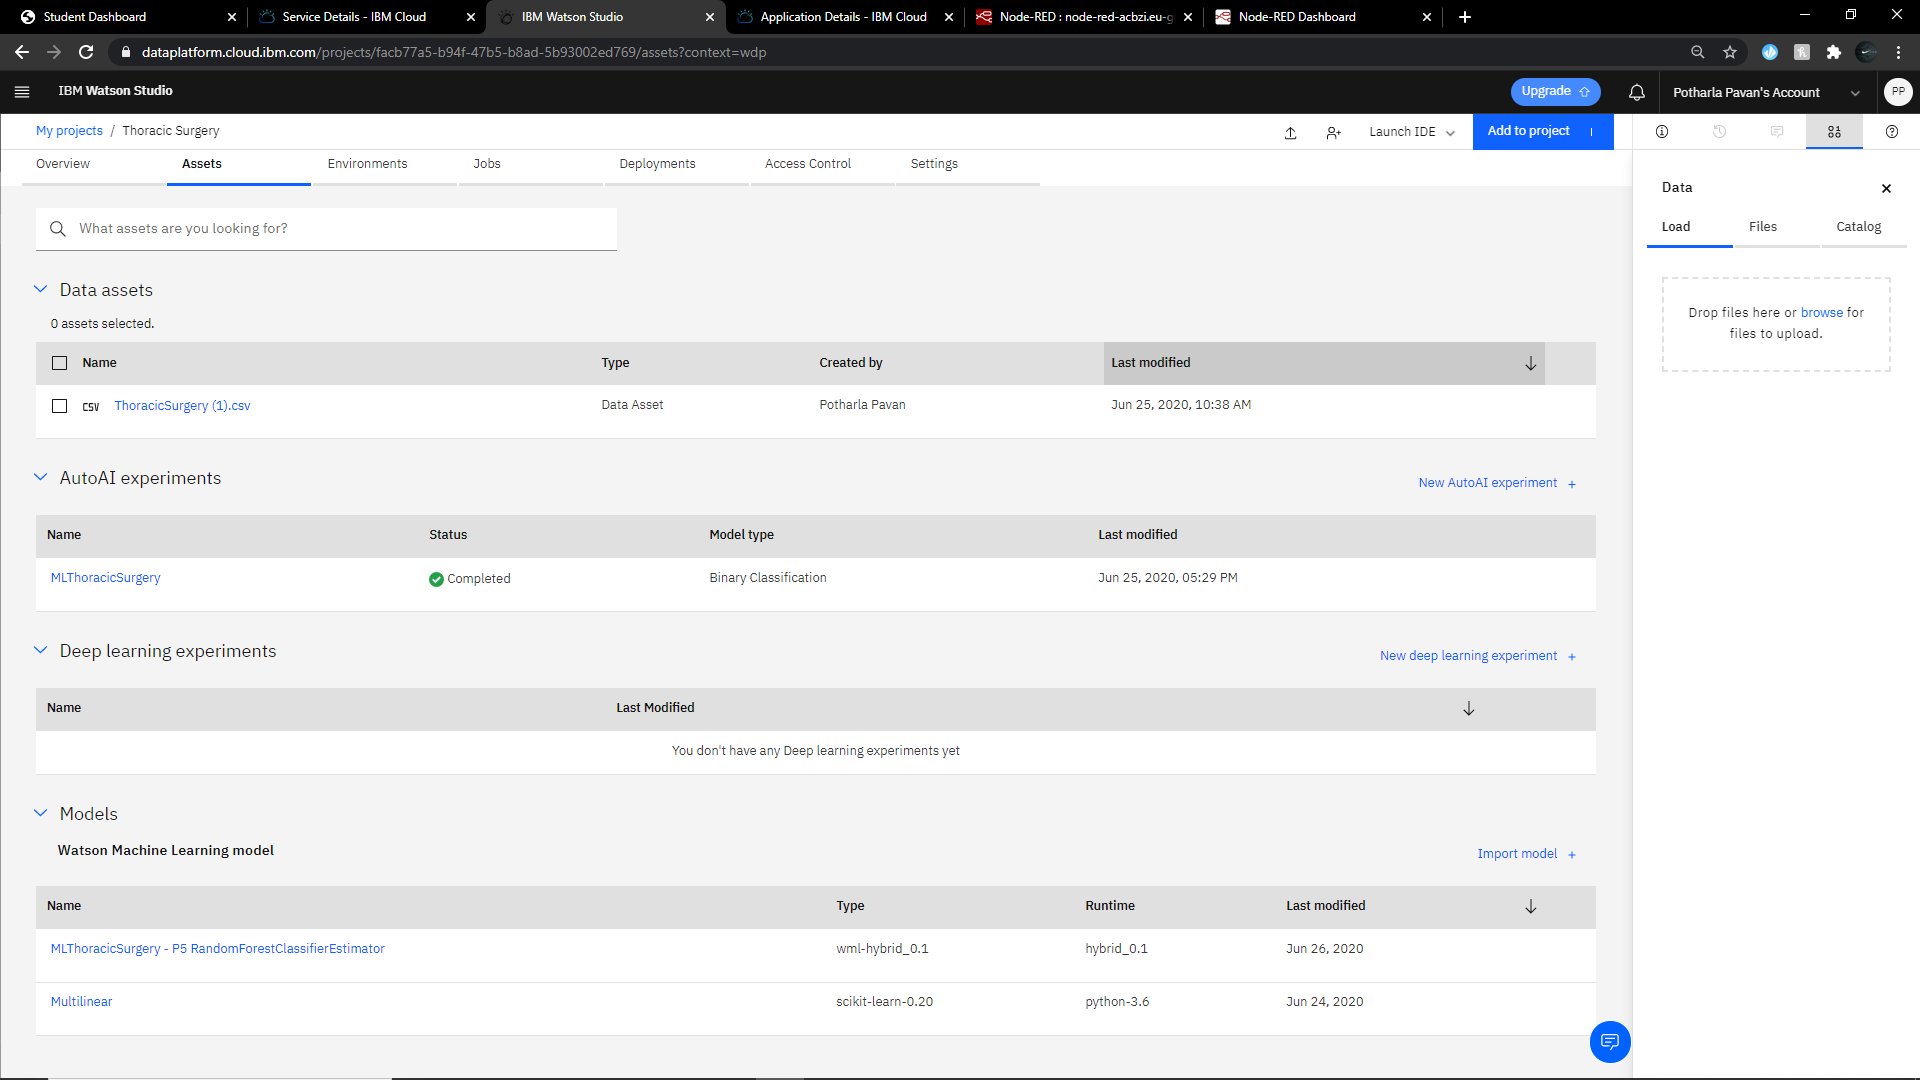 Student Dashboard
Service Details - IBM Cloud
IBM Watson Studio
Application Details - IBM Cloud
Node-RED : node-red-acbzi.eu-g
Node-RED Dashboard
dataplatform.cloud.ibm.com/projects/facb77a5-b94f-47b5-b8ad-5b93002ed769/assets?context=wdp
IBM Watson Studio
Upgrade
Potharla Pavan's Account
PP
My projects / Thoracic Surgery
Launch IDE
Add to project
Overview
Assets
Environments
Jobs
Deployments
Access Control
Settings
What assets are you looking for?
Data assets
0 assets selected.
Name Type Created by Last modified
CSV ThoracicSurgery (1).csv Data Asset Potharla Pavan Jun 25, 2020, 10:38 AM
AutoAI experiments
New AutoAI experiment +
Name Status Model type Last modified
MLThoracicSurgery Completed Binary Classification Jun 25, 2020, 05:29 PM
Deep learning experiments
New deep learning experiment +
Name Last Modified
You don't have any Deep learning experiments yet
Models
Watson Machine Learning model
Import model +
Name Type Runtime Last modified
MLThoracicSurgery - P5 RandomForestClassifierEstimator wml-hybrid_0.1 hybrid_0.1 Jun 26, 2020
Multilinear scikit-learn-0.20 python-3.6 Jun 24, 2020
Data
Load Files Catalog
Drop files here or browse for
files to upload.